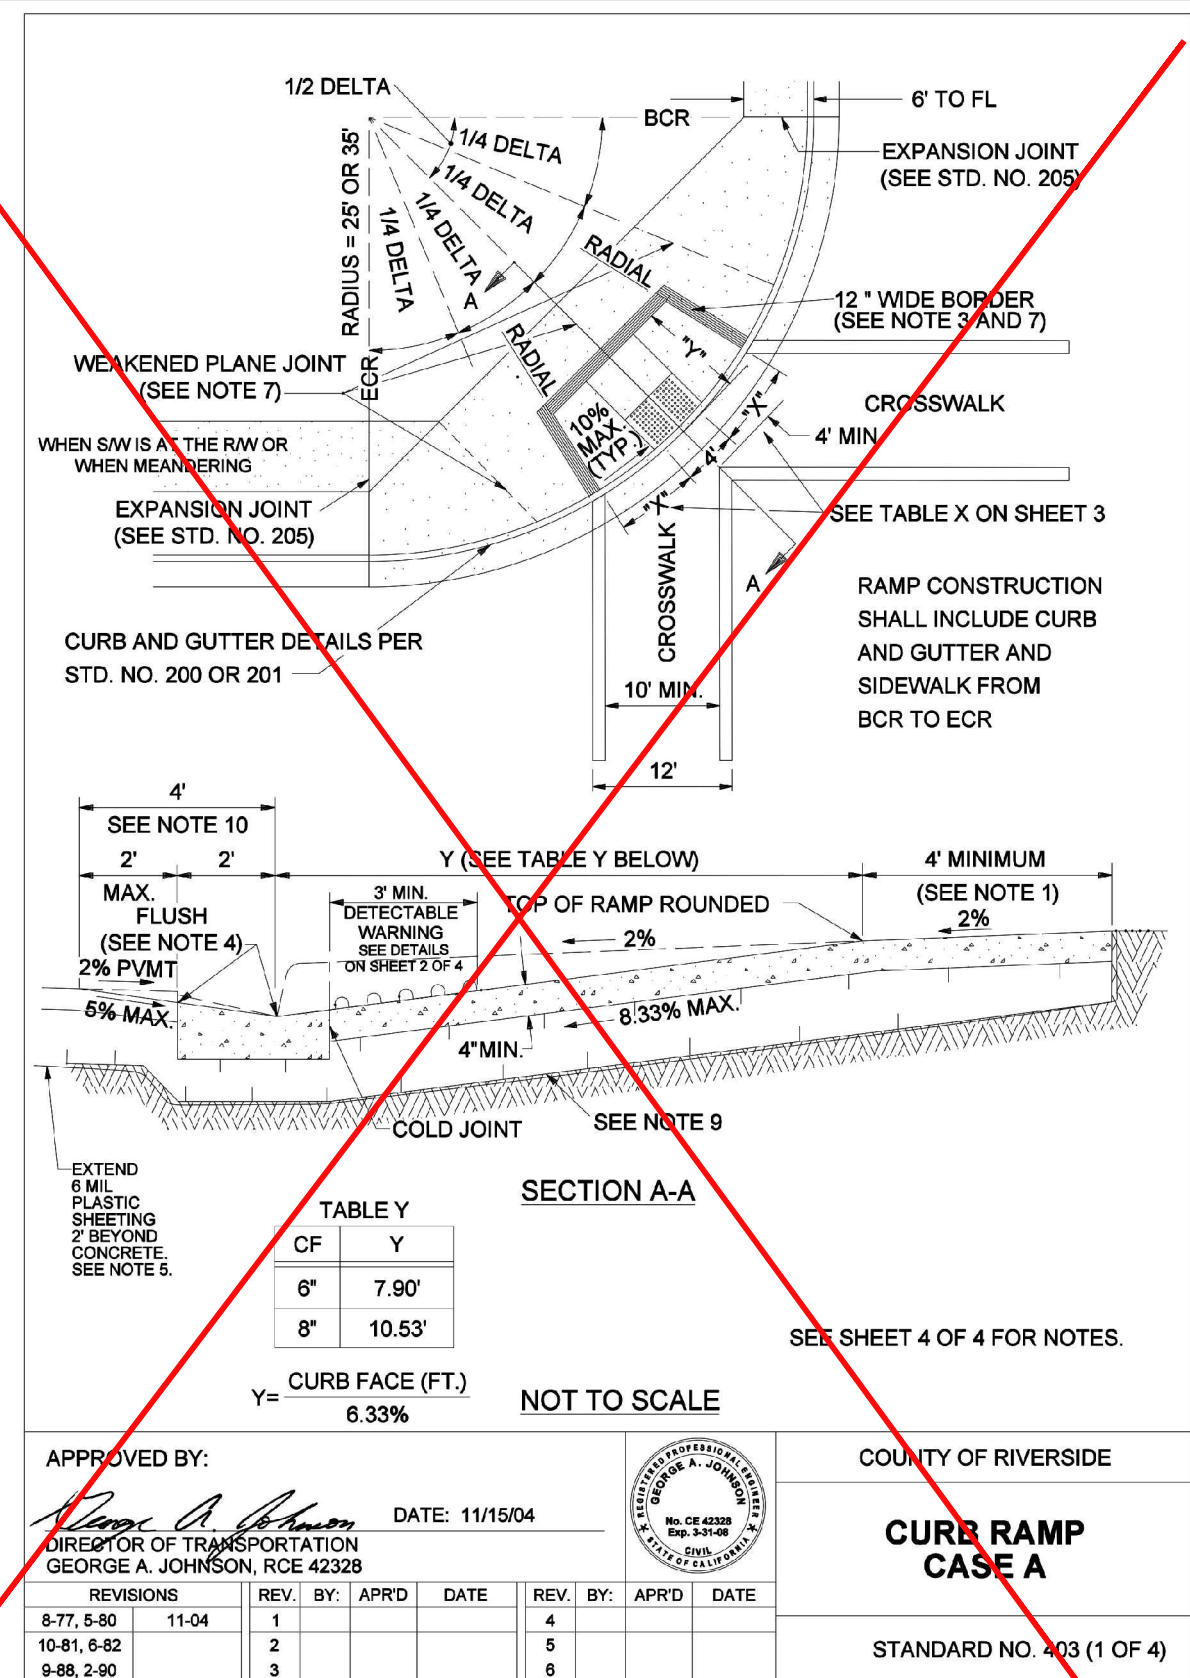 1/2 DELTA
BCR
6' TO FL
1/4 DELTA
1/4 DELTA
1/4 DELTA
1/4 DELTA
RADIUS = 25' OR 35'
EXPANSION JOINT
(SEE STD. NO. 205)
RADIAL
A
12 " WIDE BORDER
(SEE NOTE 3 AND 7)
RADIAL
"Y"
WEAKENED PLANE JOINT
(SEE NOTE 7)
ECR
CROSSWALK
"X"
4' MIN
10%
MAX.
(TYP.)
4'
WHEN S/W IS AT THE R/W OR
WHEN MEANDERING
EXPANSION JOINT
(SEE STD. NO. 205)
"X"
SEE TABLE X ON SHEET 3
CROSSWALK
A
RAMP CONSTRUCTION
SHALL INCLUDE CURB
AND GUTTER AND
SIDEWALK FROM
BCR TO ECR
CURB AND GUTTER DETAILS PER
STD. NO. 200 OR 201
10' MIN.
12'
4'
SEE NOTE 10
2'
MAX.
2'
Y (SEE TABLE Y BELOW)
4' MINIMUM
(SEE NOTE 1)
2%
FLUSH
(SEE NOTE 4)
3' MIN.
DETECTABLE
WARNING
SEE DETAILS
ON SHEET 2 OF 4
TOP OF RAMP ROUNDED
2%
2% PVMT
5% MAX.
8.33% MAX.
4"MIN.
COLD JOINT
SEE NOTE 9
EXTEND
6 MIL
PLASTIC
SHEETING
2' BEYOND
CONCRETE.
SEE NOTE 5.
SECTION A-A
TABLE Y
CF Y
6" 7.90'
8" 10.53'
SEE SHEET 4 OF 4 FOR NOTES.
Y= CURB FACE (FT.)
6.33%
NOT TO SCALE
APPROVED BY:
George A. Johnson
DATE: 11/15/04
DIRECTOR OF TRANSPORTATION
GEORGE A. JOHNSON, RCE 42328
REGISTERED PROFESSIONAL ENGINEER
GEORGE A. JOHNSON
No. CE 42328
Exp. 3-31-08
CIVIL
STATE OF CALIFORNIA
COUNTY OF RIVERSIDE
CURB RAMP
CASE A
STANDARD NO. 403 (1 OF 4)
REVISIONS REV. BY: APR'D DATE REV. BY: APR'D DATE
8-77, 5-80 11-04 1 4
10-81, 6-82 2 5
9-88, 2-90 3 6